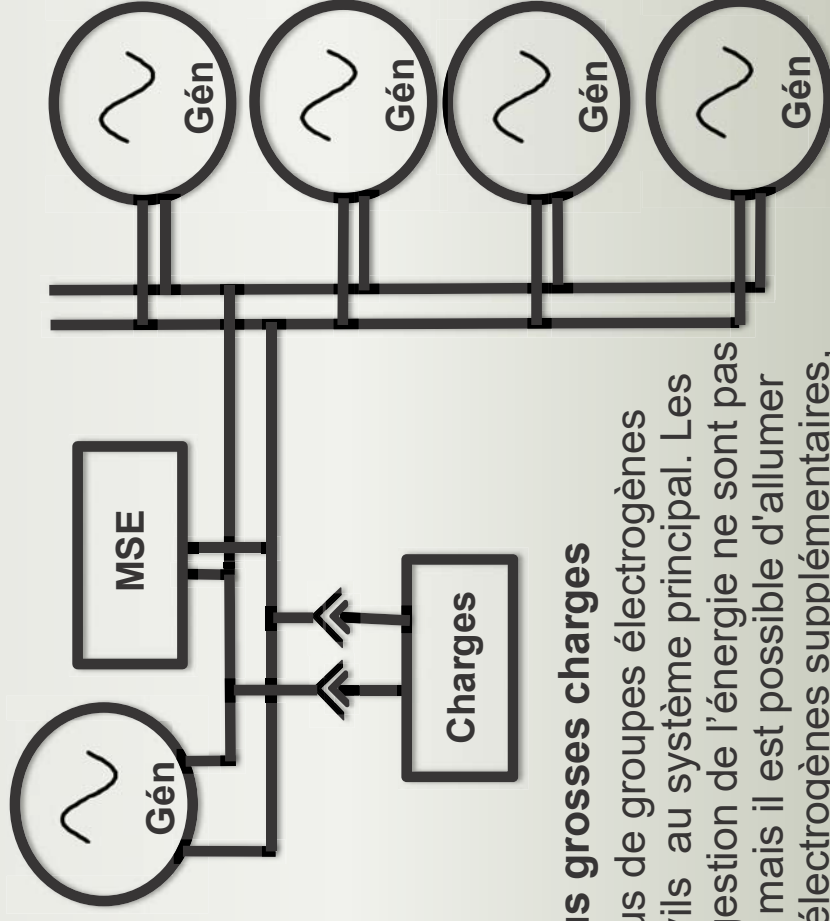 Gén
MSE
Gén
Gén
Gén
Gén
Charges
us grosses charges
us de groupes électrogènes
ils au système principal. Les
estion de l'énergie ne sont pas
mais il est possible d'allumer
électrogènes supplémentaires,